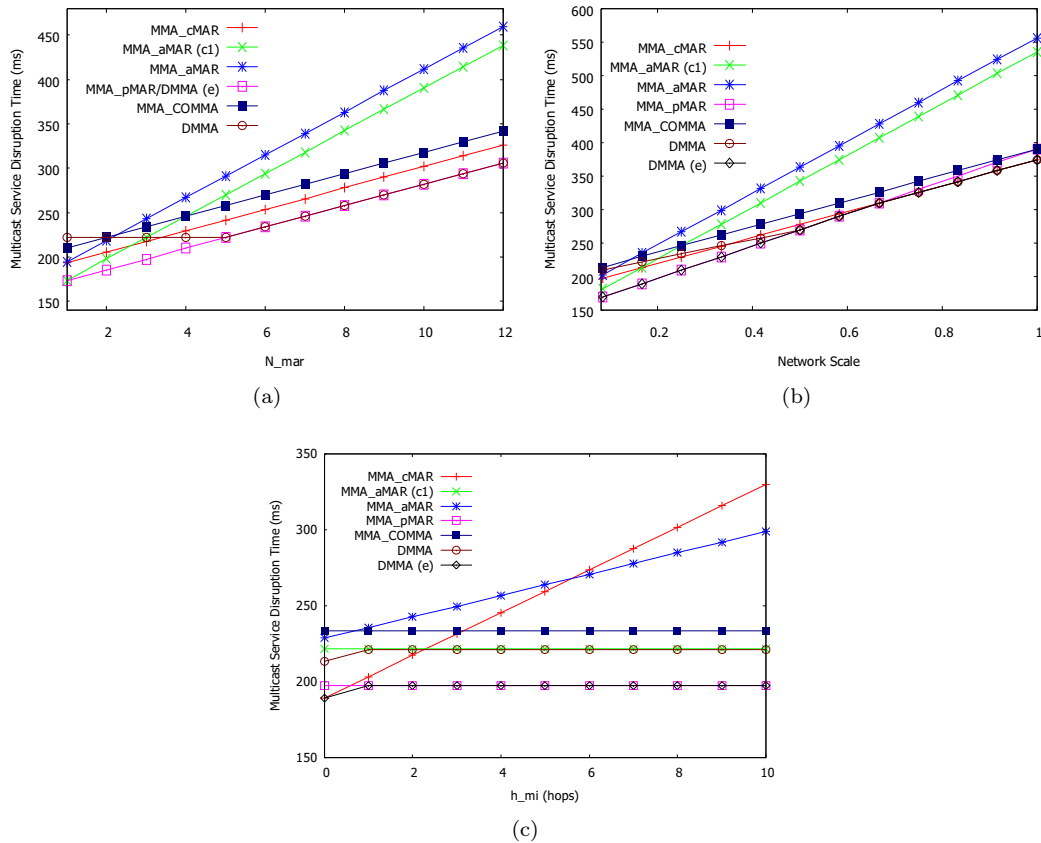 Multicast Service Disruption Time (ms)
450
400
350
300
250
200
150
MMA_cMAR
MMA_aMAR (c1)
MMA_aMAR
MMA_pMAR/DMMA (e)
MMA_COMMA
DMMA
2
4
6
8
10
12
N_mar
(a)
Multicast Service Disruption Time (ms)
600
550
500
450
400
350
300
250
200
150
100
MMA_cMAR
MMA_aMAR (c1)
MMA_aMAR
MMA_pMAR
MMA_COMMA
DMMA
DMMA (e)
0.2
0.4
0.6
0.8
1
Network Scale
(b)
Multicast Service Disruption Time (ms)
350
300
250
200
150
MMA_cMAR
MMA_aMAR (c1)
MMA_aMAR
MMA_pMAR
MMA_COMMA
DMMA
DMMA (e)
0
2
4
6
8
10
h_mi (hops)
(c)